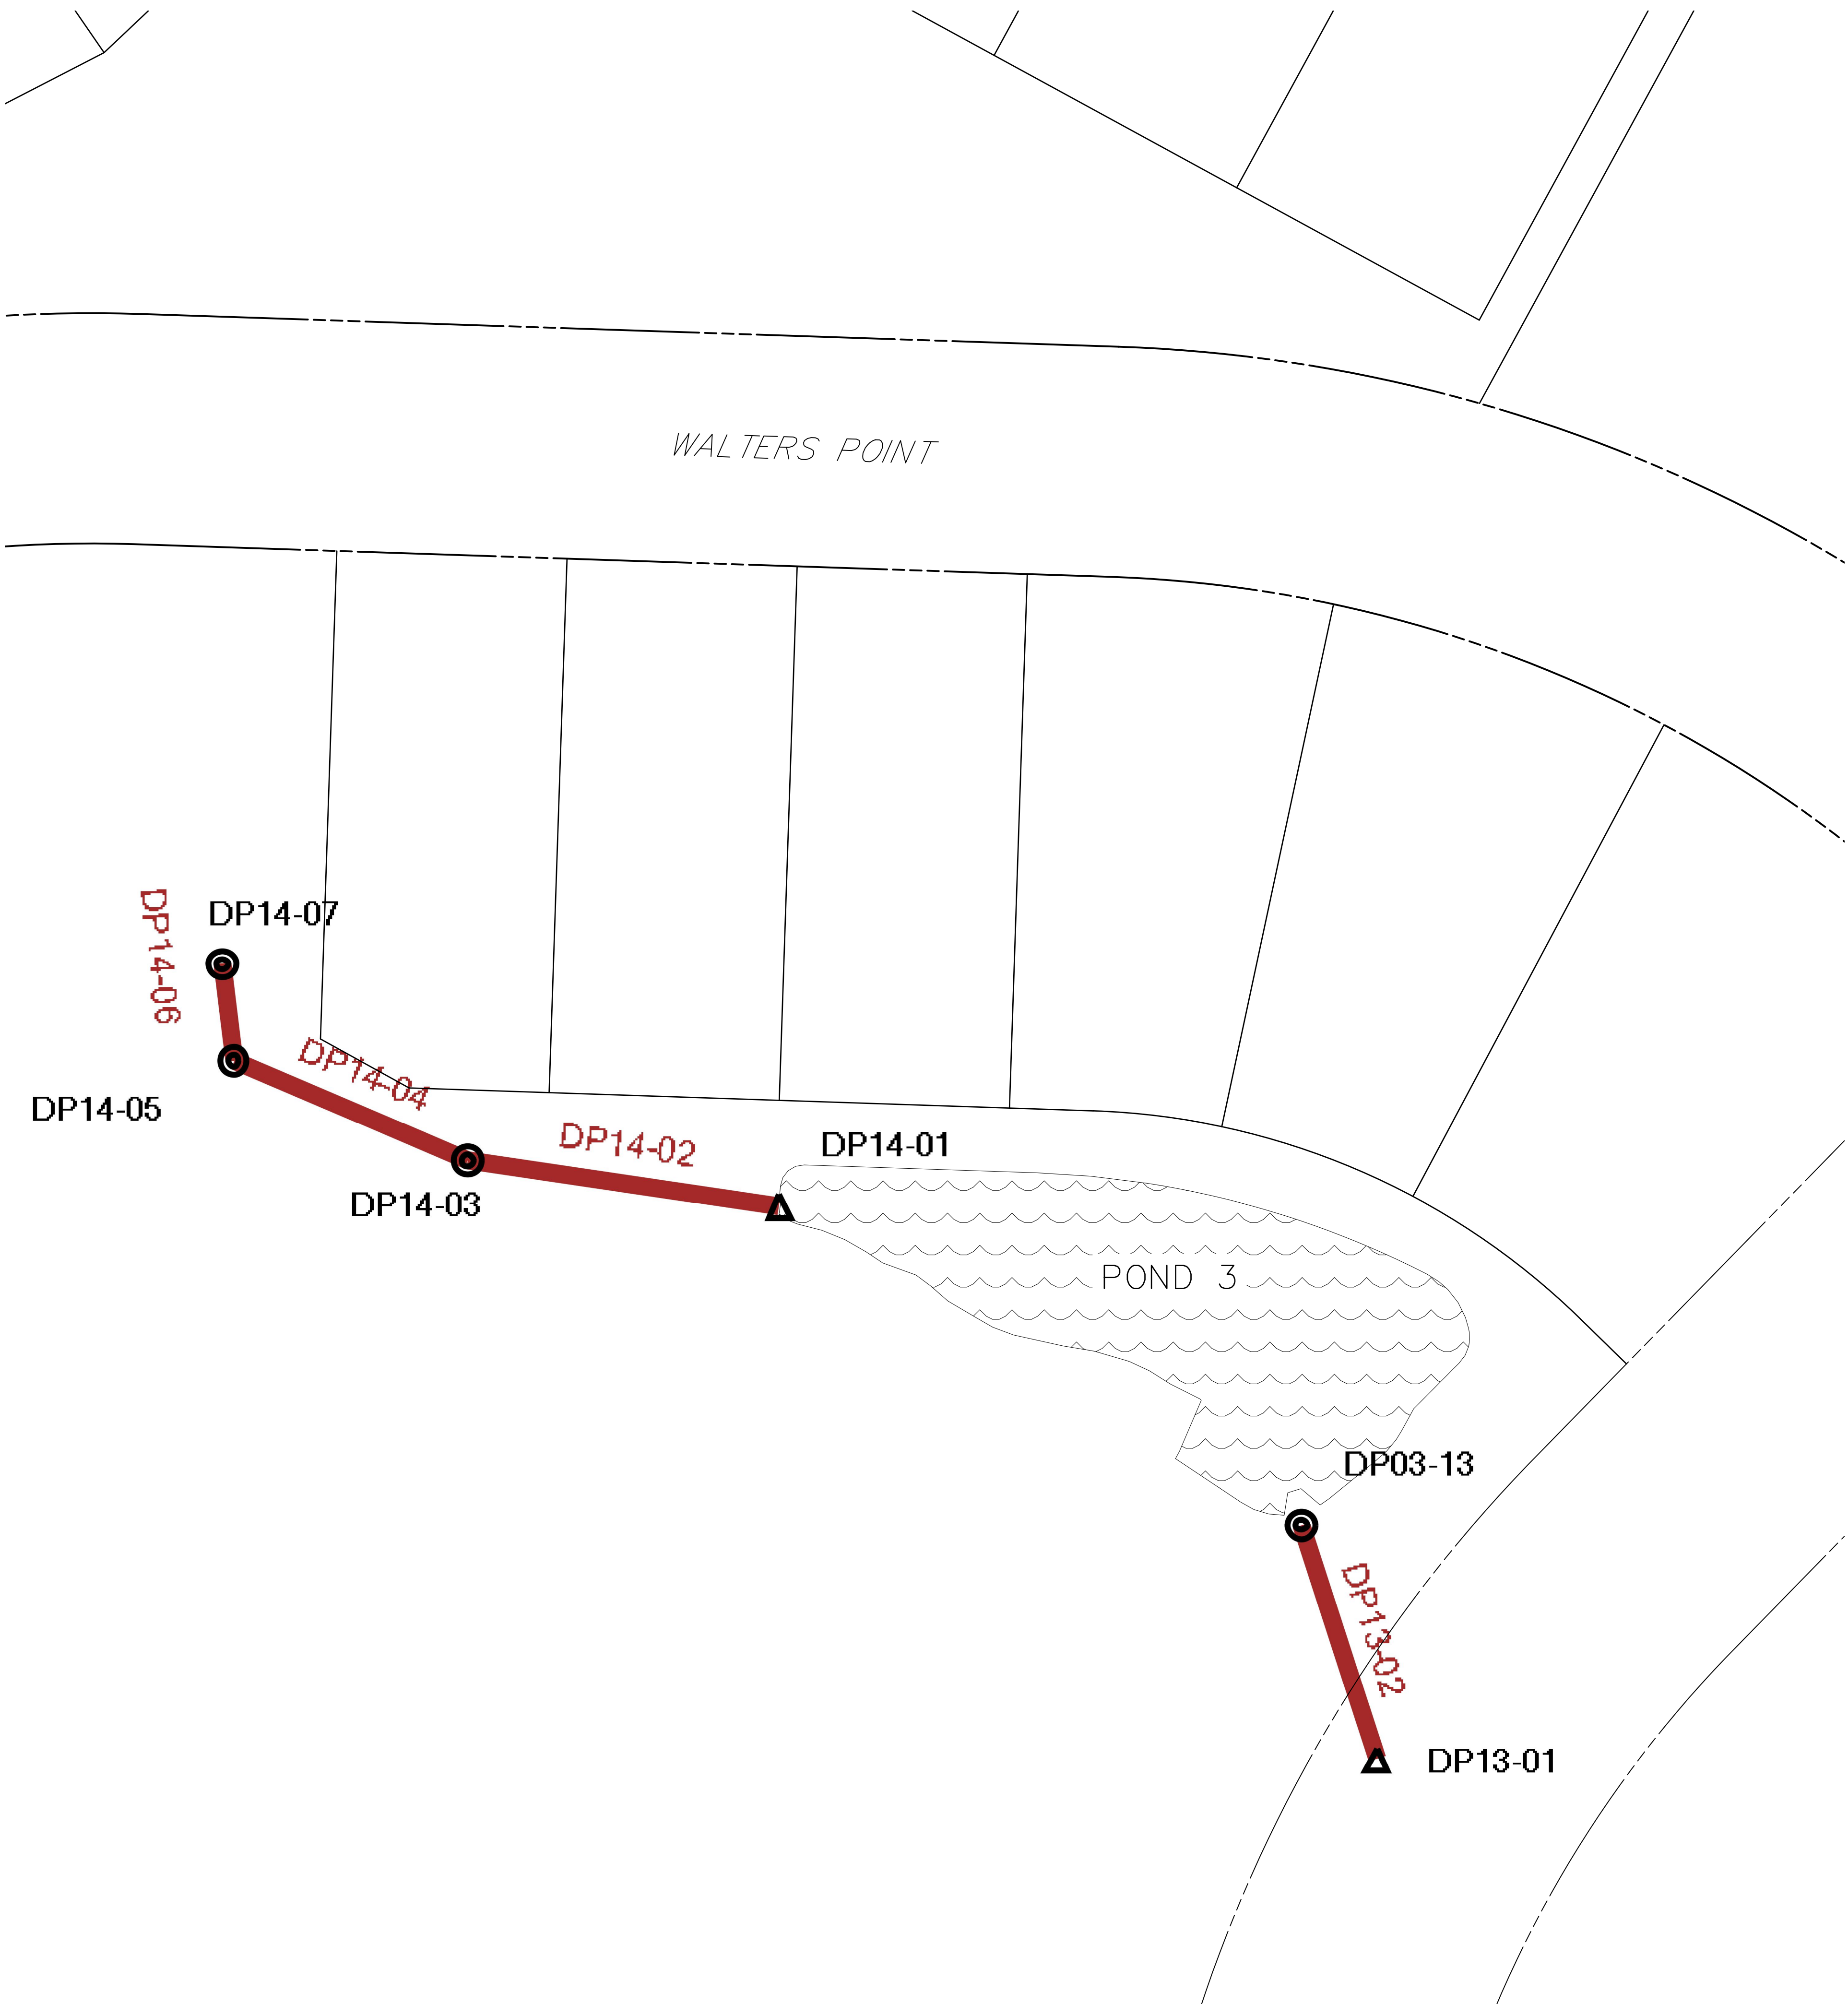 WALTERS POINT
DP14-07
DP14-06
DP14-04
DP14-05
DP14-02
DP14-01
DP14-03
POND 3
DP03-13
DP13-02
DP13-01